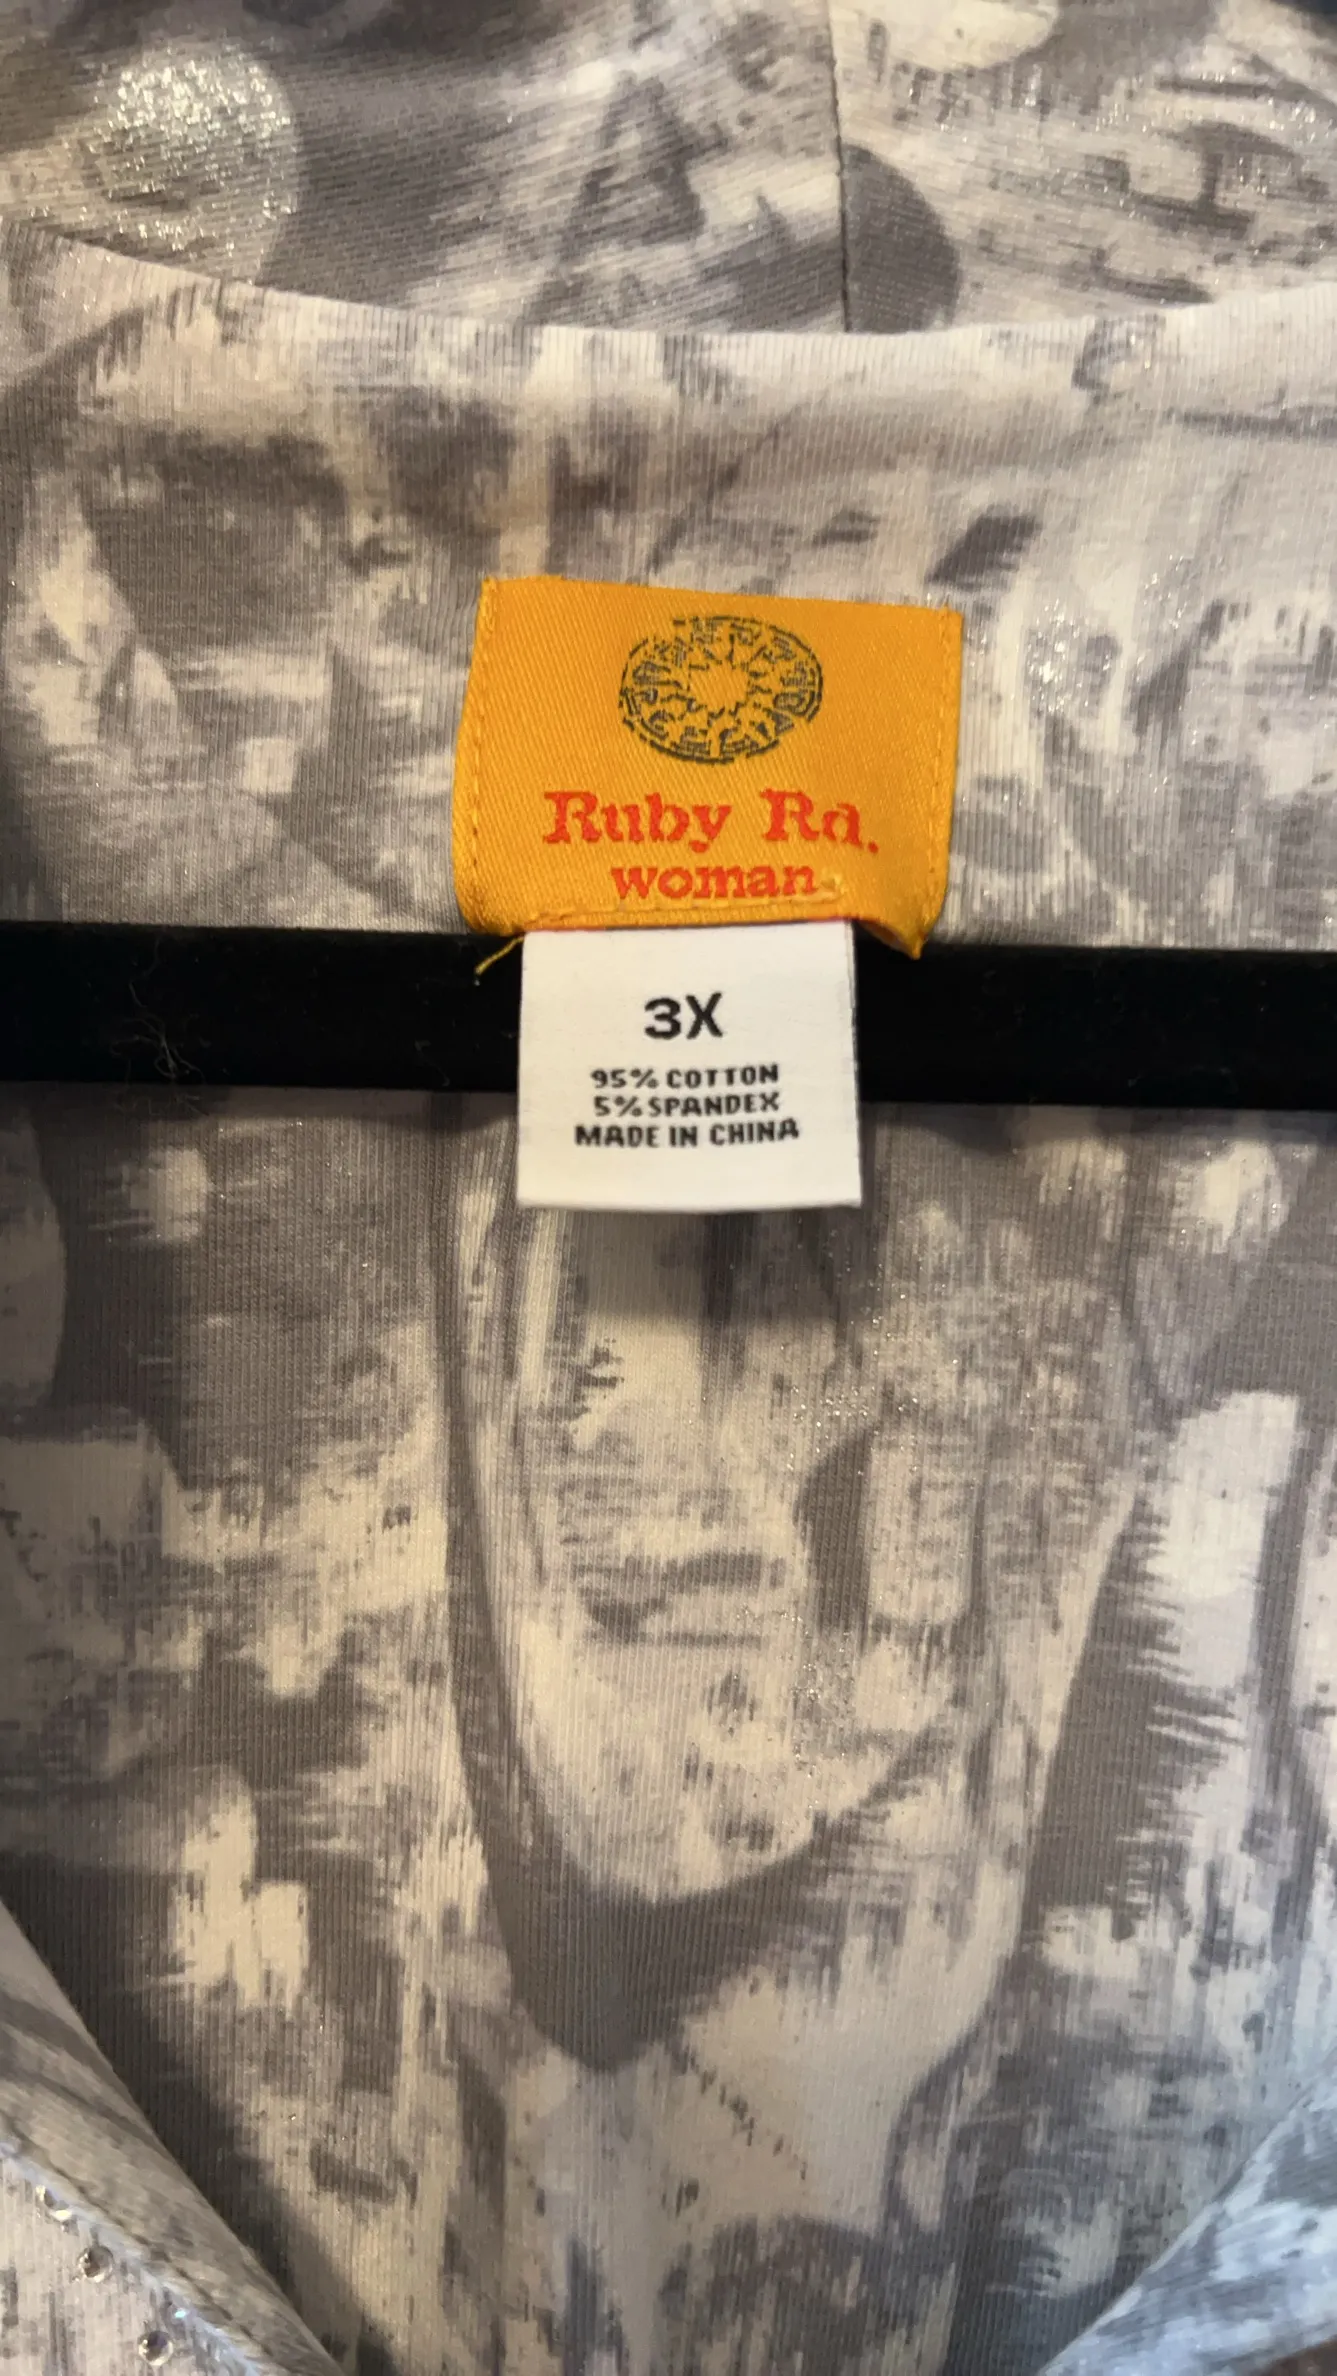 Ruby Rd.
woman
3X
95% COTTON
5% SPANDEX
MADE IN CHINA